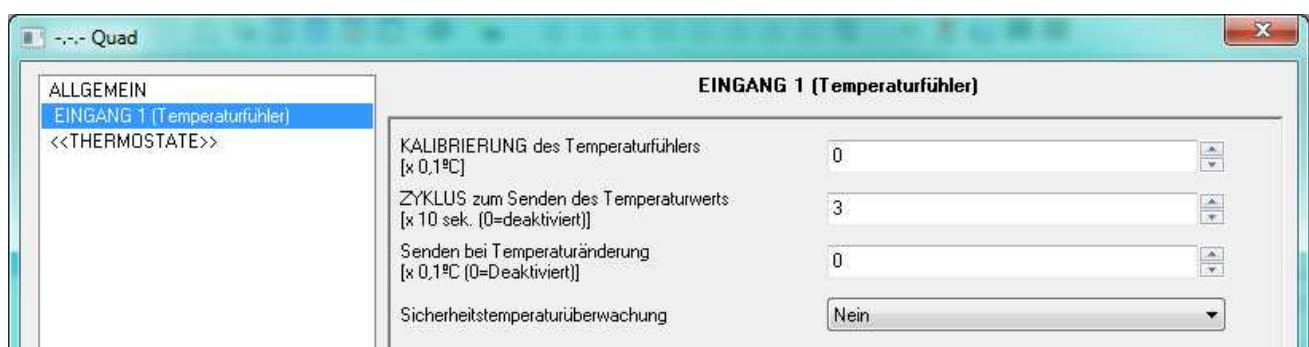 -.-.- Quad
ALLGEMEIN
EINGANG 1 (Temperaturfühler)
<<THERMOSTATE>>
EINGANG 1 (Temperaturfühler)
KALIBRIERUNG des Temperaturfühlers
[x 0,1ºC]
0
ZYKLUS zum Senden des Temperaturwerts
[x 10 sek. (0=deaktiviert)]
3
Senden bei Temperaturänderung
[x 0,1ºC (0=Deaktiviert)]
0
Sicherheitstemperaturüberwachung
Nein